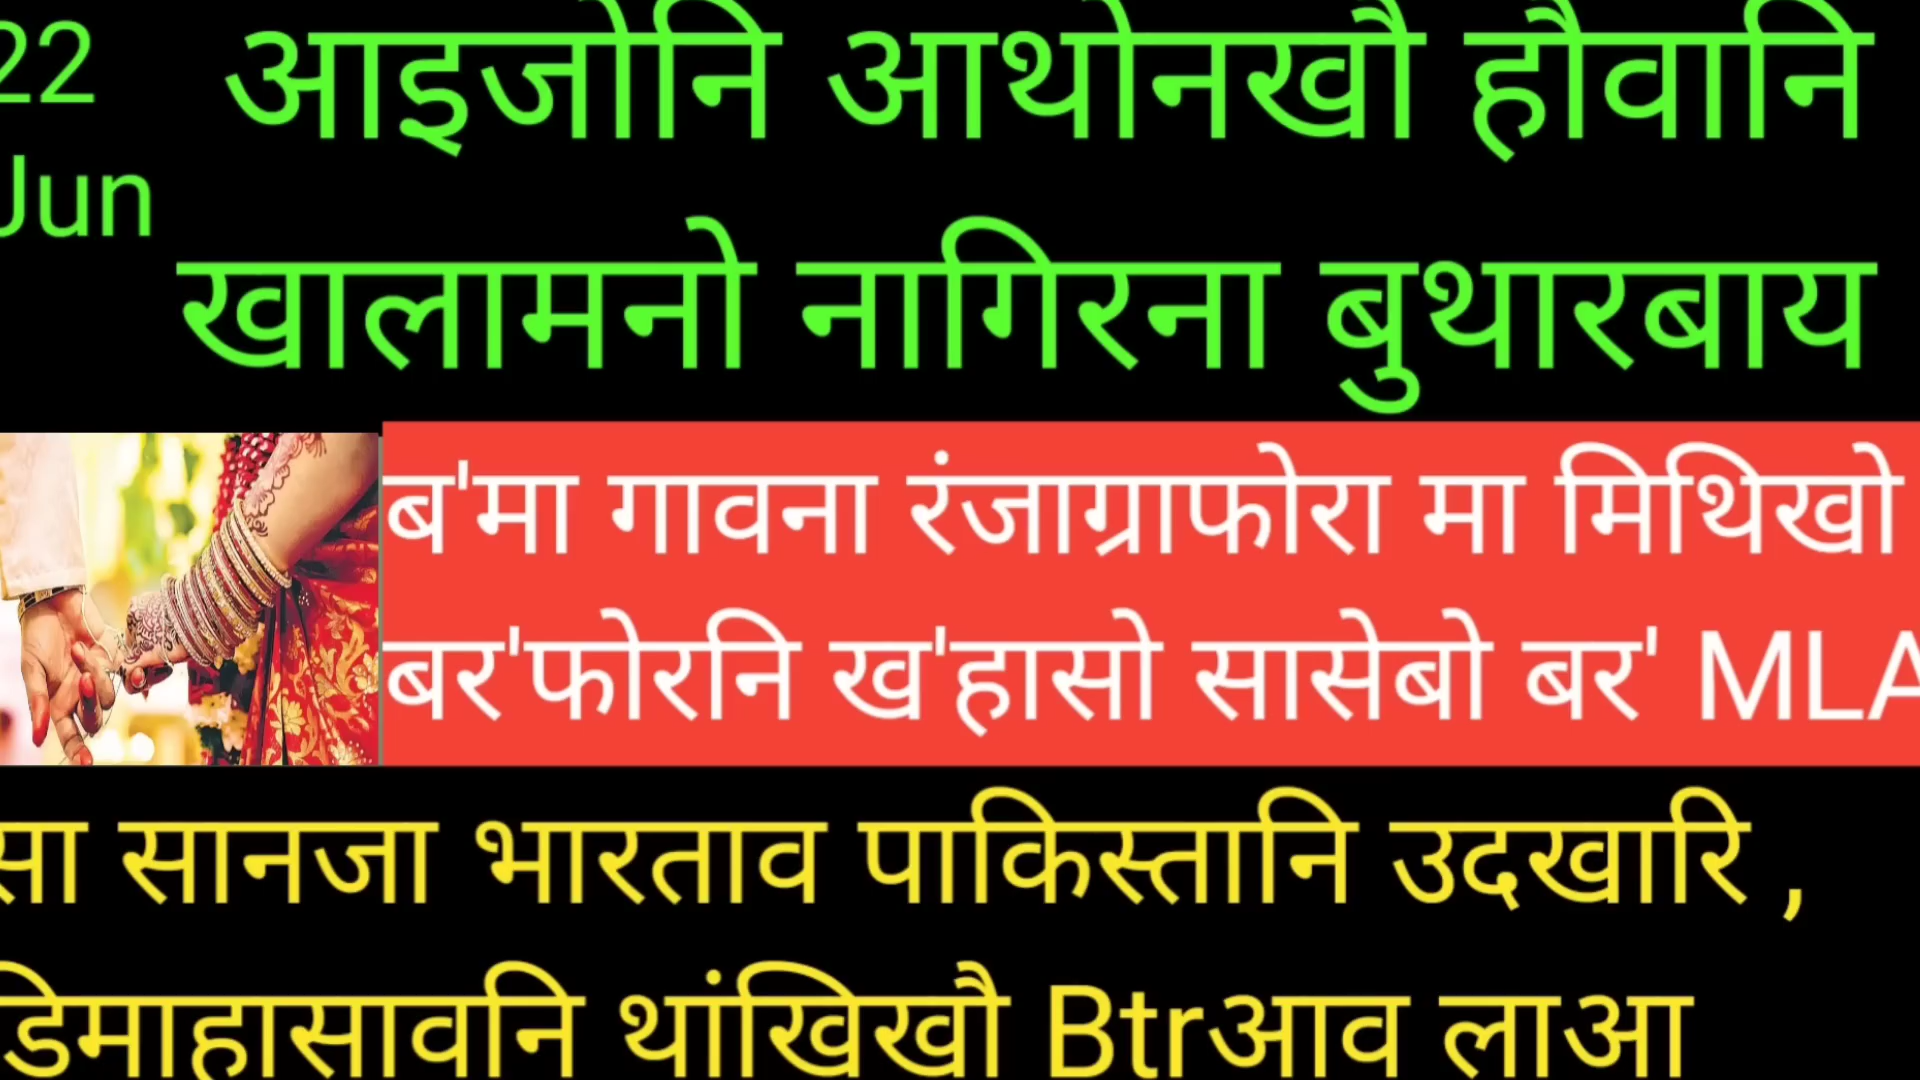 22
Jun
आइजोनि आथोनखौ हौवानि
खालामनो नागिरना बुथारबाय
ब'मा गावना रंजाग्राफोरा मा मिथिखो
बर'फोरनि ख'हासो सासेबो बर' MLA
सा सानजा भारताव पाकिस्तानि उदखारि ,
डिमाहासावनि थांखिखौ Btrआव लाआ